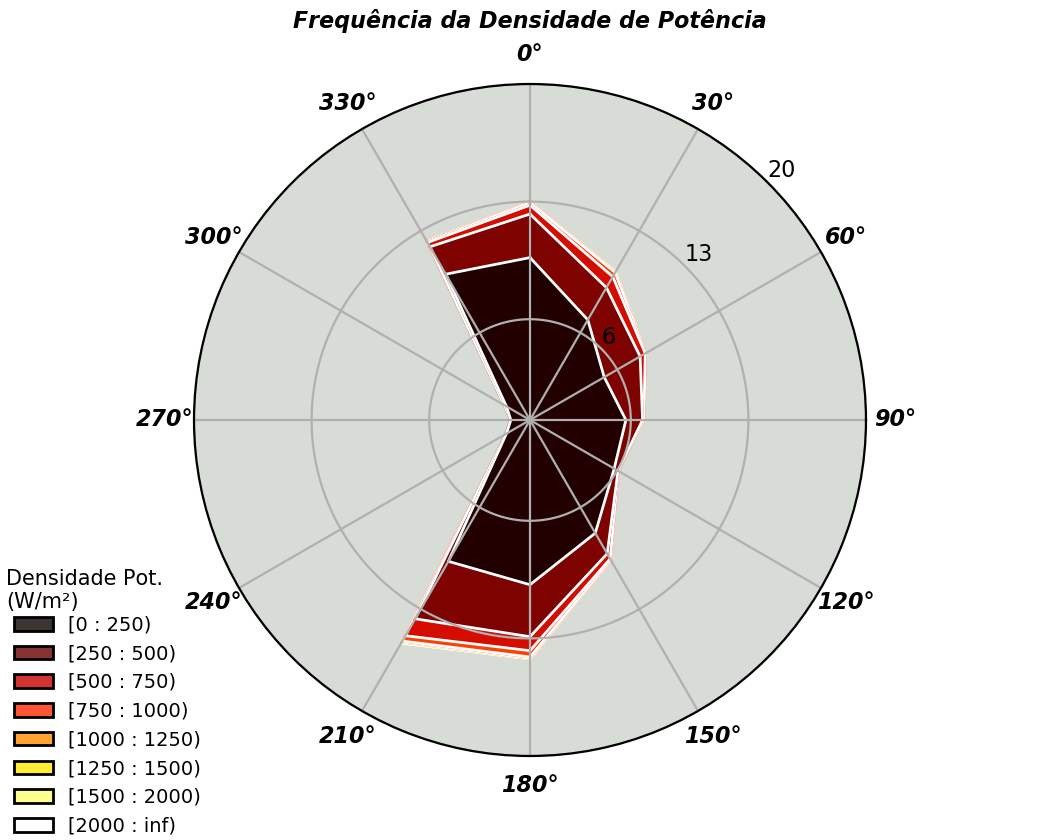 Frequência da Densidade de Potência
0°
330°
30°
20
300°
60°
13
6
270°
90°
240°
120°
210°
150°
180°
Densidade Pot.
(W/m²)
[0 : 250)
[250 : 500)
[500 : 750)
[750 : 1000)
[1000 : 1250)
[1250 : 1500)
[1500 : 2000)
[2000 : inf)